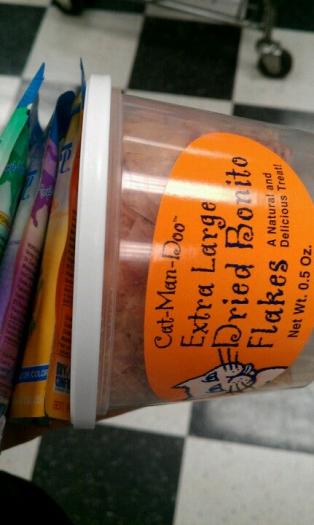 Cat-Man-Doo™
Extra Large
Dried Bonito
Flakes
A Natural and
Delicious Treat!
Net Wt. 0.5 Oz.